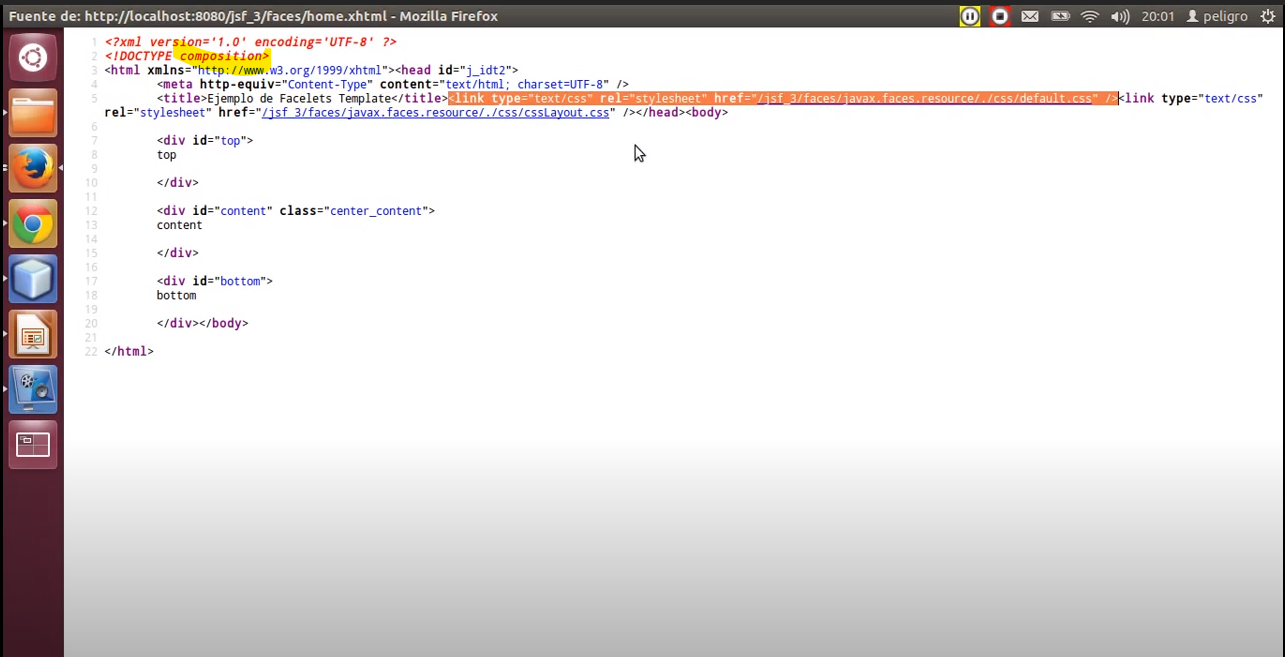 Fuente de: http://localhost:8080/jsf_3/faces/home.xhtml - Mozilla Firefox 20:01 peligro
1 <?xml version='1.0' encoding='UTF-8' ?>
2 <!DOCTYPE composition>
3 <html xmlns="http://www.w3.org/1999/xhtml"><head id="j_idt2">
4 <meta http-equiv="Content-Type" content="text/html; charset=UTF-8" />
5 <title>Ejemplo de Facelets Template</title><link type="text/css" rel="stylesheet" href="/jsf_3/faces/javax.faces.resource/./css/default.css" /><link type="text/css"
rel="stylesheet" href="/jsf_3/faces/javax.faces.resource/./css/cssLayout.css" /></head><body>
6
7 <div id="top">
8 top
9
10 </div>
11
12 <div id="content" class="center_content">
13 content
14
15 </div>
16
17 <div id="bottom">
18 bottom
19
20 </div></body>
21
22 </html>